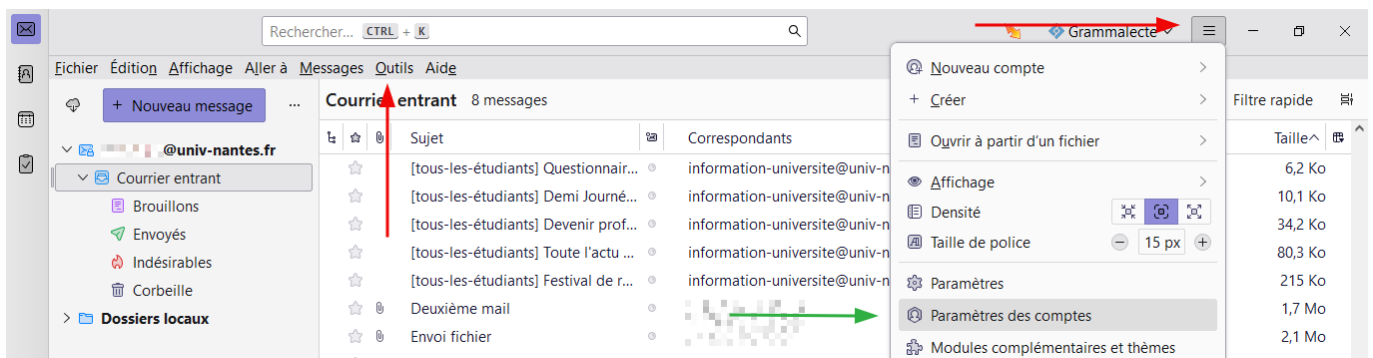 Rechercher... CTRL + K
Grammalecte
Fichier Édition Affichage Aller à Messages Outils Aide
+ Nouveau message ...
@univ-nantes.fr
Courrier entrant
Brouillons
Envoyés
Indésirables
Corbeille
Dossiers locaux
Courrier entrant 8 messages
Filtre rapide
Sujet Correspondants Taille
[tous-les-étudiants] Questionnair... information-universite@univ-n 6,2 Ko
[tous-les-étudiants] Demi Journé... information-universite@univ-n 10,1 Ko
[tous-les-étudiants] Devenir prof... information-universite@univ-n 34,2 Ko
[tous-les-étudiants] Toute l'actu ... information-universite@univ-n 80,3 Ko
[tous-les-étudiants] Festival de r... information-universite@univ-n 215 Ko
Deuxième mail 1,7 Mo
Envoi fichier 2,1 Mo
Nouveau compte
+ Créer
Ouvrir à partir d'un fichier
Affichage
Densité
Taille de police 15 px
Paramètres
Paramètres des comptes
Modules complémentaires et thèmes